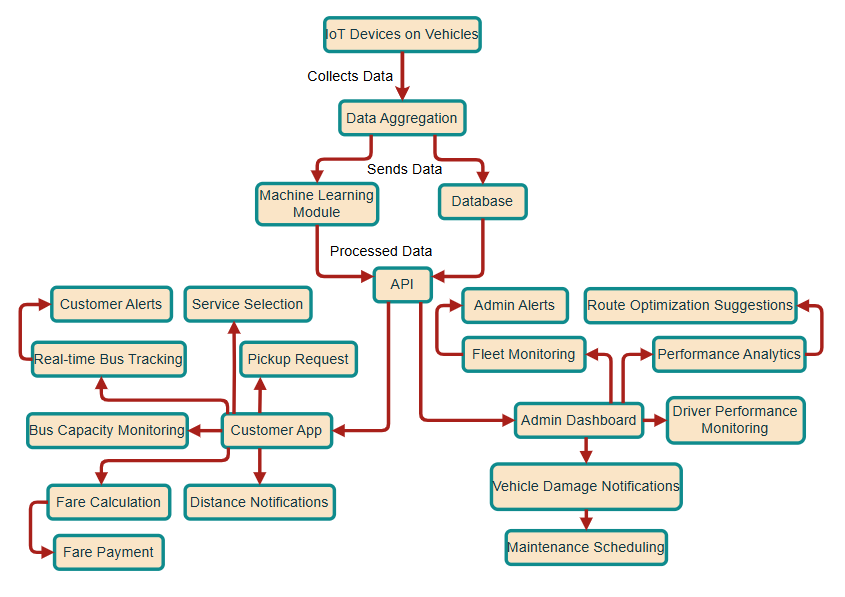 IoT Devices on Vehicles
Collects Data
Data Aggregation
Sends Data
Machine Learning
Module
Database
Processed Data
API
Customer Alerts
Service Selection
Admin Alerts
Route Optimization Suggestions
Real-time Bus Tracking
Pickup Request
Fleet Monitoring
Performance Analytics
Bus Capacity Monitoring
Customer App
Admin Dashboard
Driver Performance
Monitoring
Fare Calculation
Distance Notifications
Vehicle Damage Notifications
Fare Payment
Maintenance Scheduling